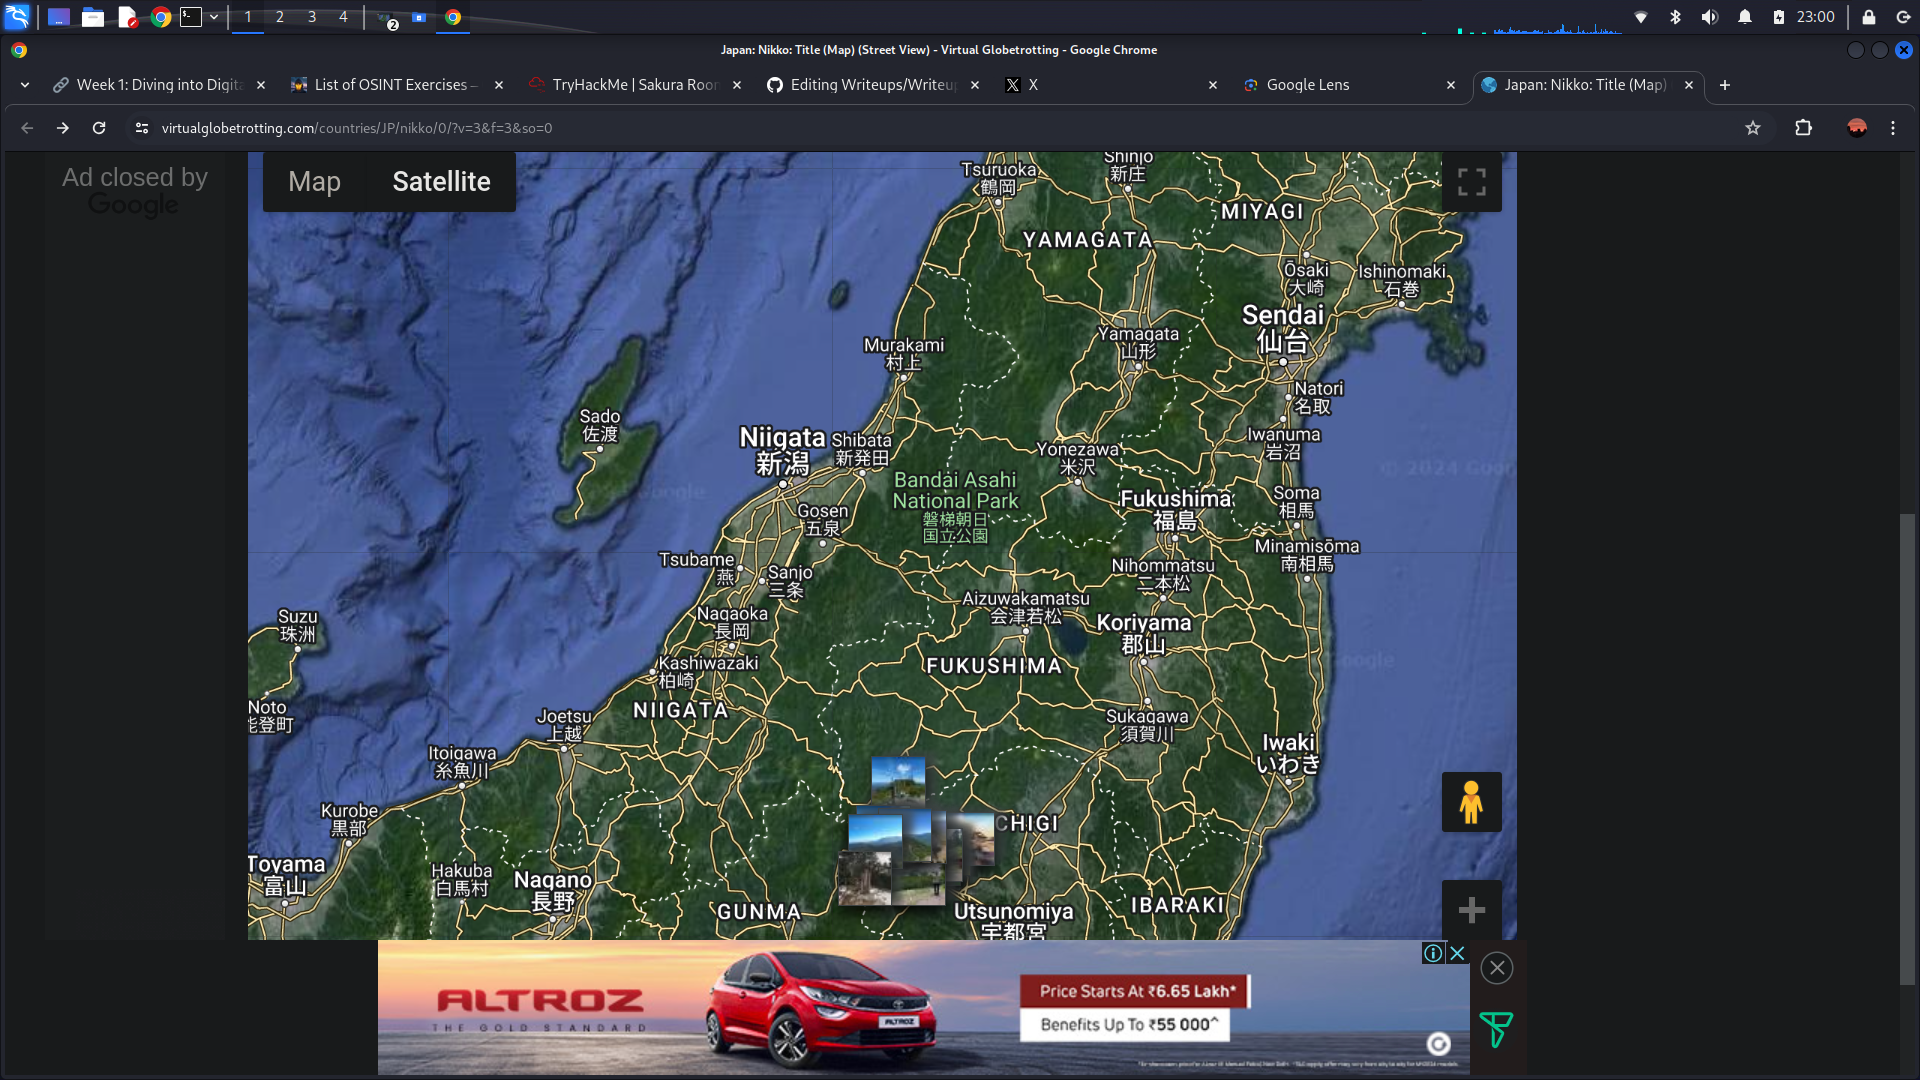 1
2
3
4
2
23:00
Japan: Nikko: Title (Map) (Street View) - Virtual Globetrotting - Google Chrome
Week 1: Diving into Digita
List of OSINT Exercises –
TryHackMe | Sakura Room
Editing Writeups/Writeup
X
Google Lens
Japan: Nikko: Title (Map)
virtualglobetrotting.com/countries/JP/nikko/0/?v=3&f=3&so=0
Ad closed by
Google
Map
Satellite
Tsuruoka
鶴岡
Shinjo
新庄
MIYAGI
YAMAGATA
Ōsaki
大崎
Ishinomaki
石巻
Sendai
仙台
Murakami
村上
Yamagata
山形
Natori
名取
Sado
佐渡
Niigata
新潟
Shibata
新発田
Iwanuma
岩沼
Yonezawa
米沢
Bandai Asahi
National Park
磐梯朝日
国立公園
Fukushima
福島
Soma
相馬
Gosen
五泉
Minamisōma
南相馬
Tsubame
燕
Sanjo
三条
Nihommatsu
二本松
Aizuwakamatsu
会津若松
Nagaoka
長岡
Koriyama
郡山
Suzu
珠洲
Kashiwazaki
柏崎
FUKUSHIMA
Noto
能登町
NIIGATA
Joetsu
上越
Sukagawa
須賀川
Itoigawa
糸魚川
Iwaki
いわき
Kurobe
黒部
CHIGI
Toyama
富山
Hakuba
白馬村
Nagano
長野
GUNMA
Utsunomiya
宇都宮
IBARAKI
ALTROZ
THE GOLD STANDARD
ALTROZ
Price Starts At ₹6.65 Lakh*
Benefits Up To ₹55 000^